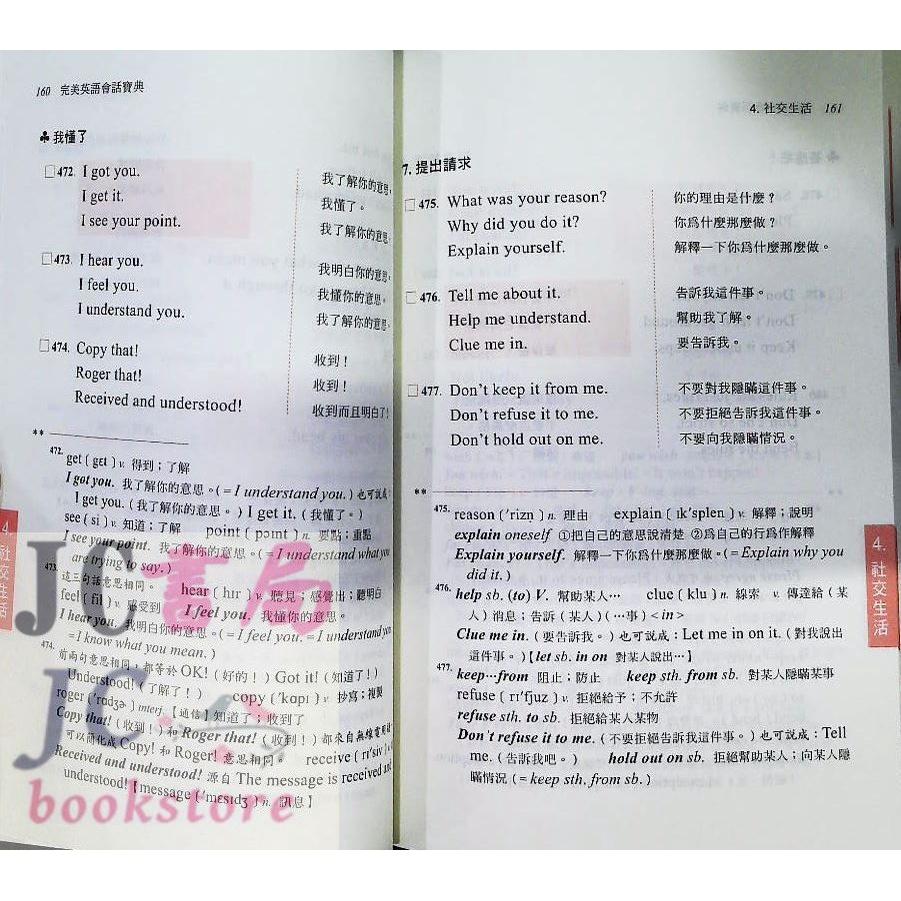 160 完美英語會話寶典
♣ 我懂了
□ 472. I got you. 我了解你的意思。
I get it. 我懂了。
I see your point. 我了解你的意思。
□ 473. I hear you. 我明白你的意思。
I feel you. 我懂你的意思。
I understand you. 我了解你的意思。
□ 474. Copy that! 收到！
Roger that! 收到！
Received and understood! 收到而且明白了！
**
472. get〔gɛt〕v. 得到；了解
I got you. 我了解你的意思。(= I understand you.) 也可說成：
I get you.（我了解你的意思。）I get it.（我懂了。）
see〔si〕v. 知道；了解 point〔pɔɪnt〕n. 要點；重點
I see your point. 我了解你的意思。(= I understand what you
are trying to say.)
473. 這三句話意思相同。 hear〔hɪr〕v. 聽見；感覺出；聽明白
feel〔fil〕v. 感受到 I feel you. 我懂你的意思。
I hear you. 我明白你的意思。(= I feel you. = I understand you.
= I know what you mean.)
474. 前兩句意思相同，都等於 OK!（好的！）Got it!（知道了！）
Understood!（了解了！） copy〔'kɑpɪ〕v. 抄寫；複製
roger〔'rɑdʒɚ〕interj.【通信】知道了；收到了
Copy that!（收到！）和 Roger that!（收到！）都來自無線電用語，
可以簡化成 Copy! 和 Roger! 意思相同。 receive〔rɪ'siv〕v.
Received and understood! 源自 The message is received and
understood!【message〔'mɛsɪdʒ〕n. 訊息】
4. 社交生活
JC書局
JC
bookstore
4. 社交生活 161
7. 提出請求
□ 475. What was your reason? 你的理由是什麼？
Why did you do it? 你爲什麼那麼做？
Explain yourself. 解釋一下你爲什麼那麼做。
□ 476. Tell me about it. 告訴我這件事。
Help me understand. 幫助我了解。
Clue me in. 要告訴我。
□ 477. Don't keep it from me. 不要對我隱瞞這件事。
Don't refuse it to me. 不要拒絕告訴我這件事。
Don't hold out on me. 不要向我隱瞞情況。
**
475. reason〔'rizṇ〕n. 理由 explain〔ɪk'splen〕v. 解釋；說明
explain oneself ①把自己的意思說清楚 ②爲自己的行爲作解釋
Explain yourself. 解釋一下你爲什麼那麼做。(= Explain why you
did it.)
476. help sb. (to) V. 幫助某人… clue〔klu〕n. 線索 v. 傳達給（某
人）消息；告訴（某人）(…事) < in >
Clue me in.（要告訴我。）也可說成：Let me in on it.（對我說出
這件事。）【let sb. in on 對某人說出…】
477. keep…from 阻止；防止 keep sth. from sb. 對某人隱瞞某事
refuse〔rɪ'fjuz〕v. 拒絕給予；不允許
refuse sth. to sb. 拒絕給某人某物
Don't refuse it to me.（不要拒絕告訴我這件事。）也可說成：Tell
me.（告訴我吧。） hold out on sb. 拒絕幫助某人；向某人隱
瞞情況 (= keep sth. from sb.)
4. 社交生活